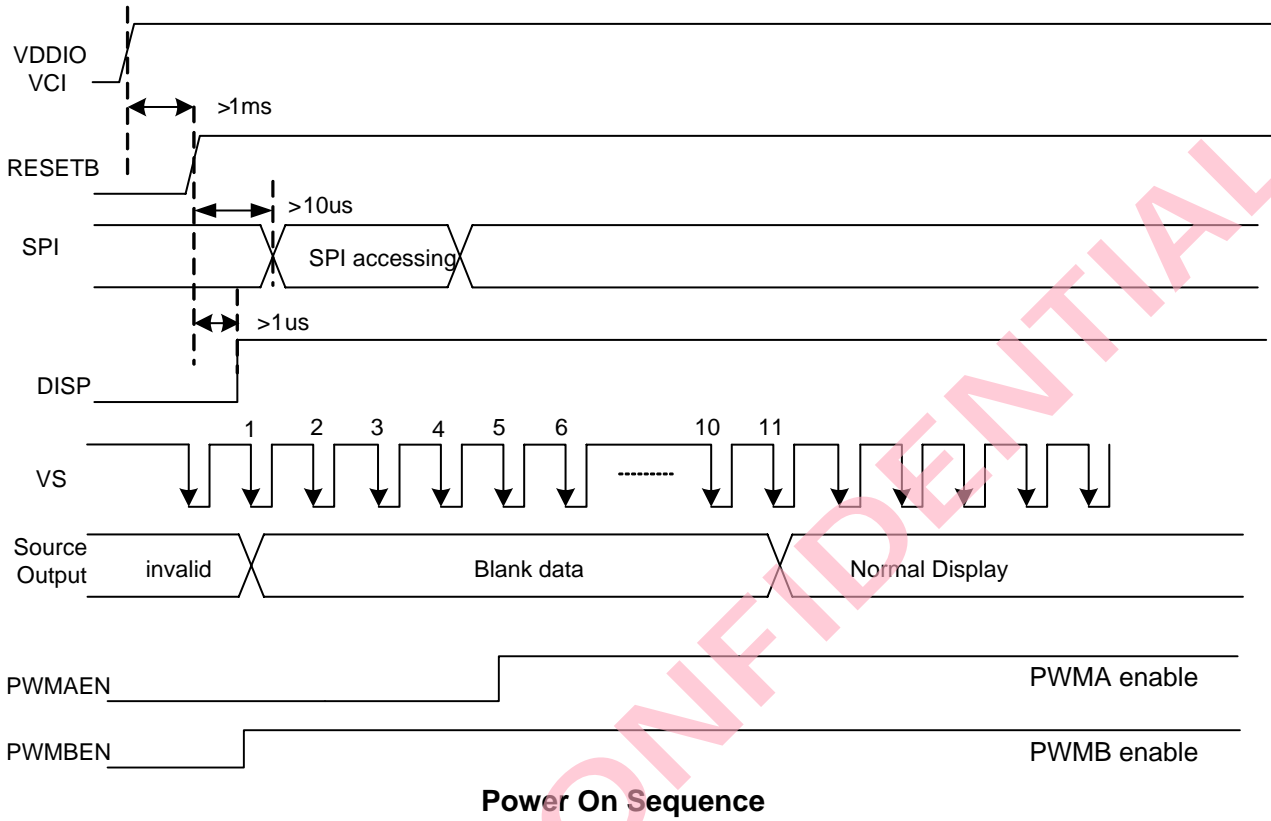 VDDIO
VCI
>1ms
RESETB
>10us
SPI
SPI accessing
>1us
DISP
1 2 3 4 5 6 10 11
VS
Source
Output
invalid
Blank data
Normal Display
PWMAEN
PWMA enable
PWMBEN
PWMB enable
Power On Sequence
ONFIDENTIAL